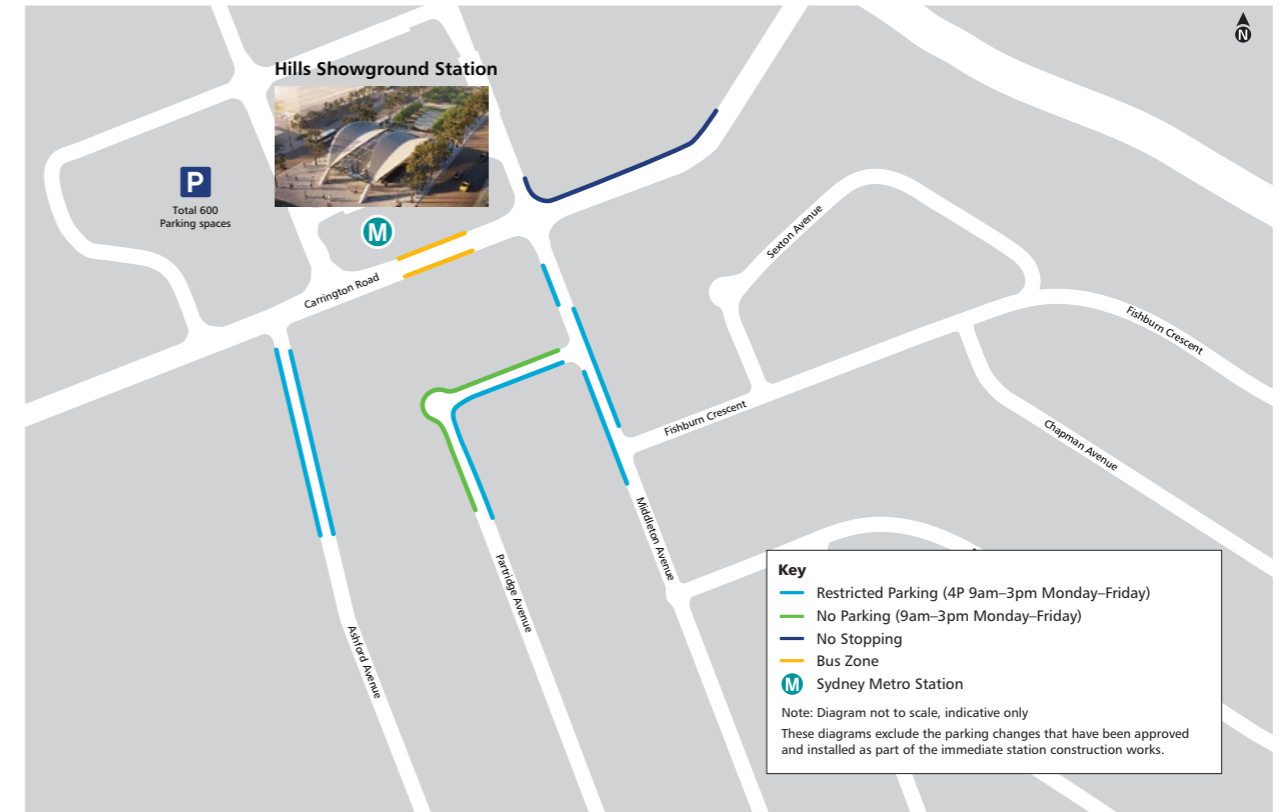 N
Hills Showground Station
P
Total 600
Parking spaces
M
Carrington Road
Sexton Avenue
Fishburn Crescent
Fishburn Crescent
Chapman Avenue
Middleton Avenue
Partridge Avenue
Ashford Avenue
Key
Restricted Parking (4P 9am–3pm Monday–Friday)
No Parking (9am–3pm Monday–Friday)
No Stopping
Bus Zone
M Sydney Metro Station
Note: Diagram not to scale, indicative only
These diagrams exclude the parking changes that have been approved
and installed as part of the immediate station construction works.